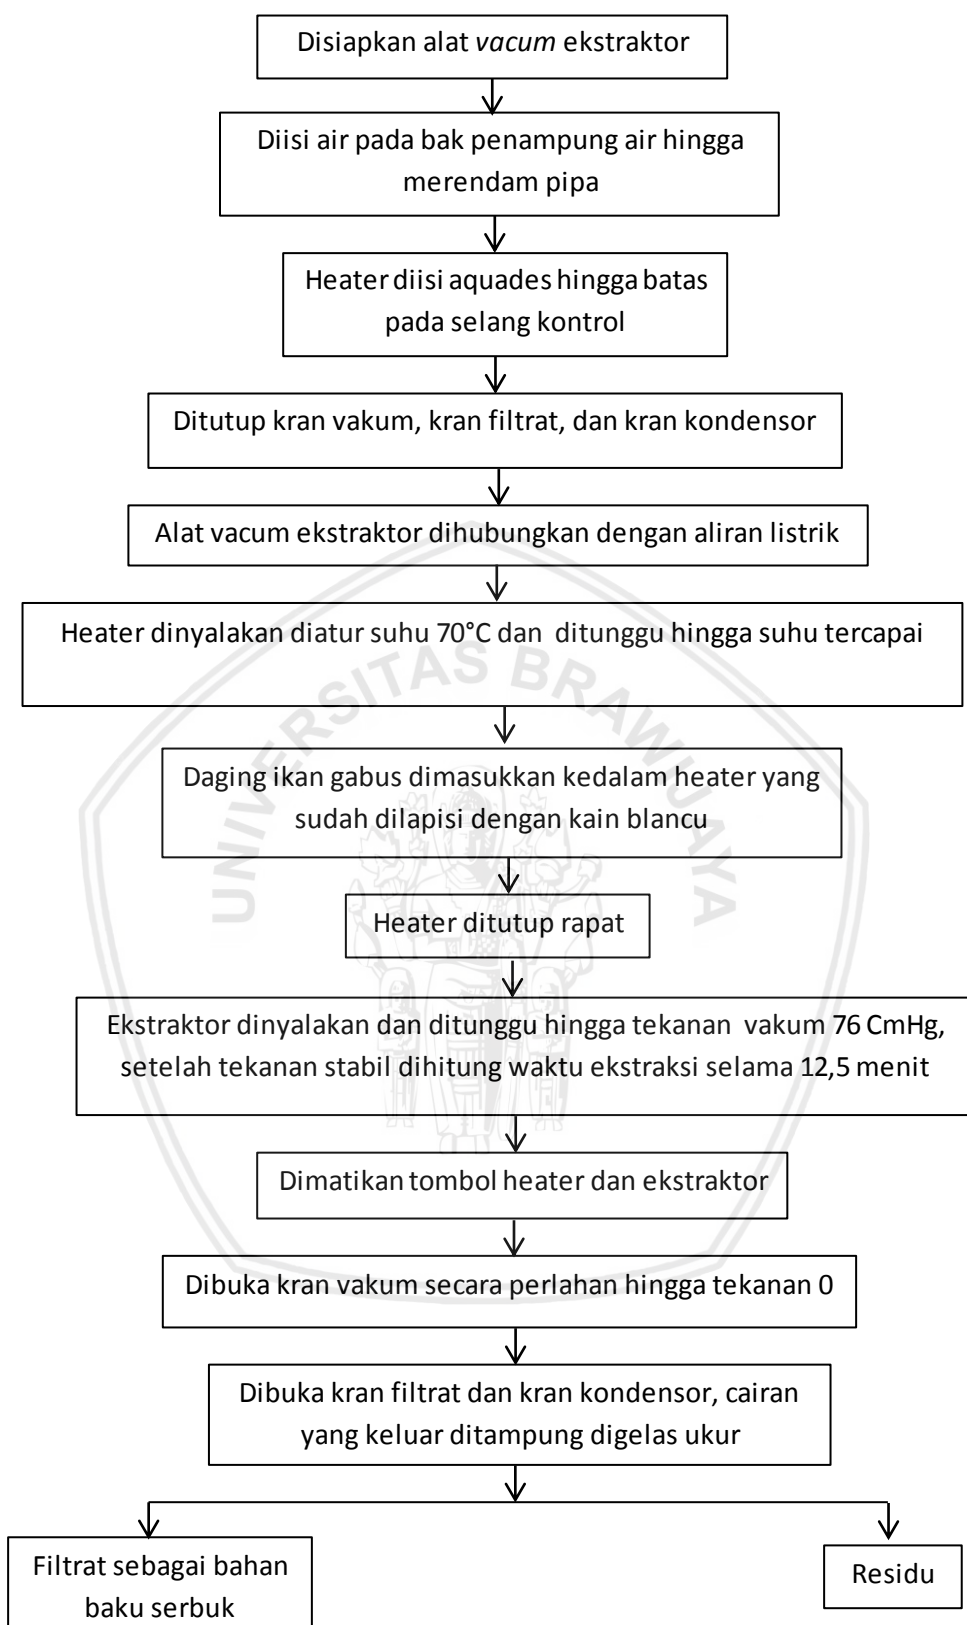 Disiapkan alat vacum ekstraktor
Diisi air pada bak penampung air hingga
merendam pipa
Heater diisi aquades hingga batas
pada selang kontrol
Ditutup kran vakum, kran filtrat, dan kran kondensor
Alat vacum ekstraktor dihubungkan dengan aliran listrik
Heater dinyalakan diatur suhu 70°C dan ditunggu hingga suhu tercapai
UNIVERSITAS BRAWIJAYA
Daging ikan gabus dimasukkan kedalam heater yang
sudah dilapisi dengan kain blancu
Heater ditutup rapat
Ekstraktor dinyalakan dan ditunggu hingga tekanan vakum 76 CmHg,
setelah tekanan stabil dihitung waktu ekstraksi selama 12,5 menit
Dimatikan tombol heater dan ekstraktor
Dibuka kran vakum secara perlahan hingga tekanan 0
Dibuka kran filtrat dan kran kondensor, cairan
yang keluar ditampung digelas ukur
Filtrat sebagai bahan
baku serbuk
Residu